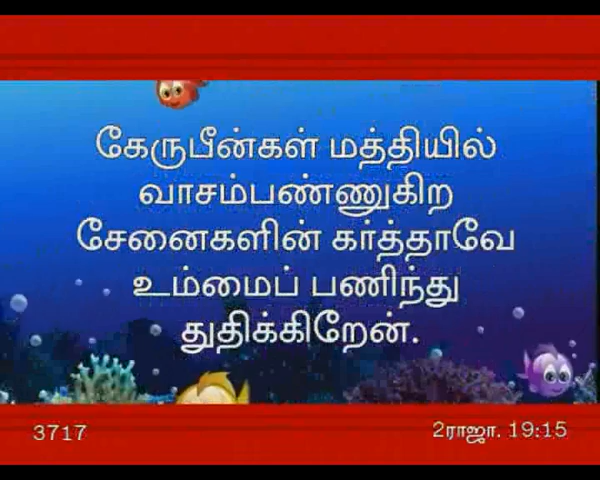 கேருபீன்கள் மத்தியில்
வாசம்பண்ணுகிற
சேனைகளின் கர்த்தாவே
உம்மைப் பணிந்து
துதிக்கிறேன்.
3717
2ராஜா. 19:15